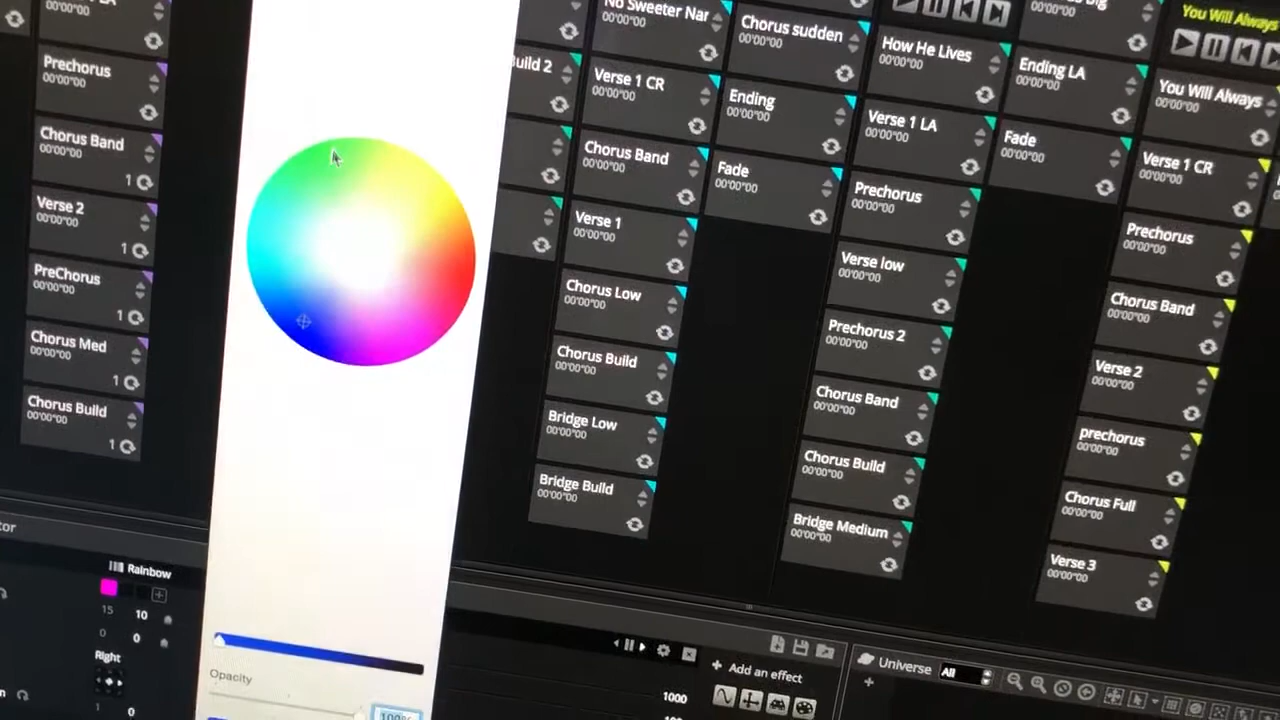 Prechorus
00'00"00
Chorus Band
00'00"00
1
Verse 2
00'00"00
1
PreChorus
00'00"00
1
Chorus Med
00'00"00
1
Chorus Build
00'00"00
1
Rainbow
15 10
0 0
Right
1 0
Opacity
100%
Build 2
No Sweeter Nar
00'00"00
Verse 1 CR
00'00"00
Chorus Band
00'00"00
Verse 1
00'00"00
Chorus Low
00'00"00
Chorus Build
00'00"00
Bridge Low
00'00"00
Bridge Build
00'00"00
Chorus sudden
00'00"00
Ending
00'00"00
Fade
00'00"00
How He Lives
00'00"00
Verse 1 LA
00'00"00
Prechorus
00'00"00
Verse low
00'00"00
Prechorus 2
00'00"00
Chorus Band
00'00"00
Chorus Build
00'00"00
Bridge Medium
00'00"00
00'00"00
Ending LA
00'00"00
Fade
00'00"00
You Will Always
You Will Always
00'00"00
Verse 1 CR
00'00"00
Prechorus
00'00"00
Chorus Band
00'00"00
Verse 2
00'00"00
prechorus
00'00"00
Chorus Full
00'00"00
Verse 3
00'00"00
1000
Add an effect
Universe All